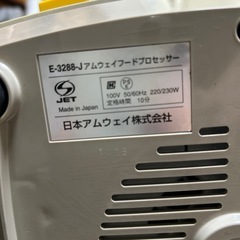 E-3288-J アムウェイフードプロセッサー
JET
Made in Japan
100V 50/60Hz 220/230W
定格時間 10分
日本アムウェイ株式会社